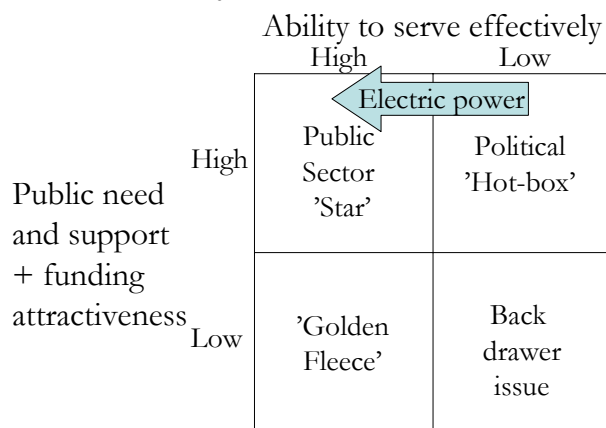 Ability to serve effectively
High Low
Electric power
High
Public
Sector
’Star’
Political
’Hot-box’
Public need
and support
+ funding
attractiveness
Low
’Golden
Fleece’
Back
drawer
issue